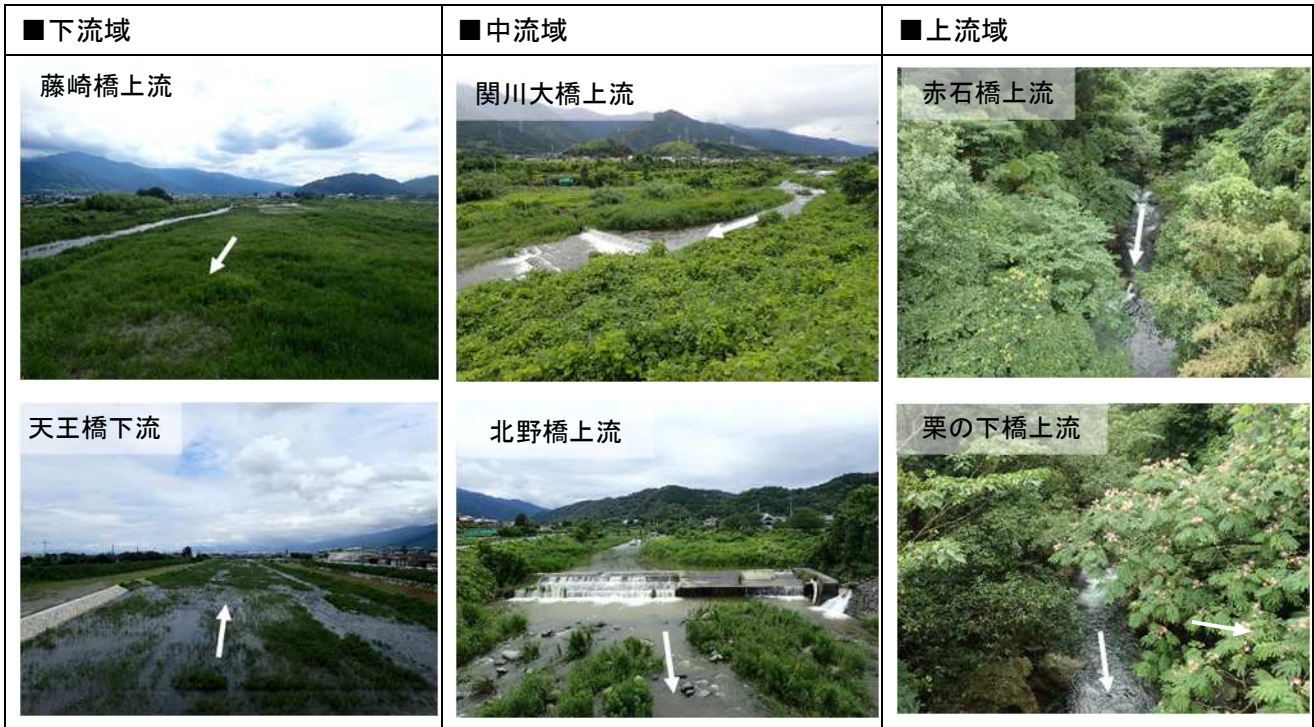 ■下流域
■中流域
■上流域
藤崎橋上流
関川大橋上流
赤石橋上流
天王橋下流
北野橋上流
栗の下橋上流